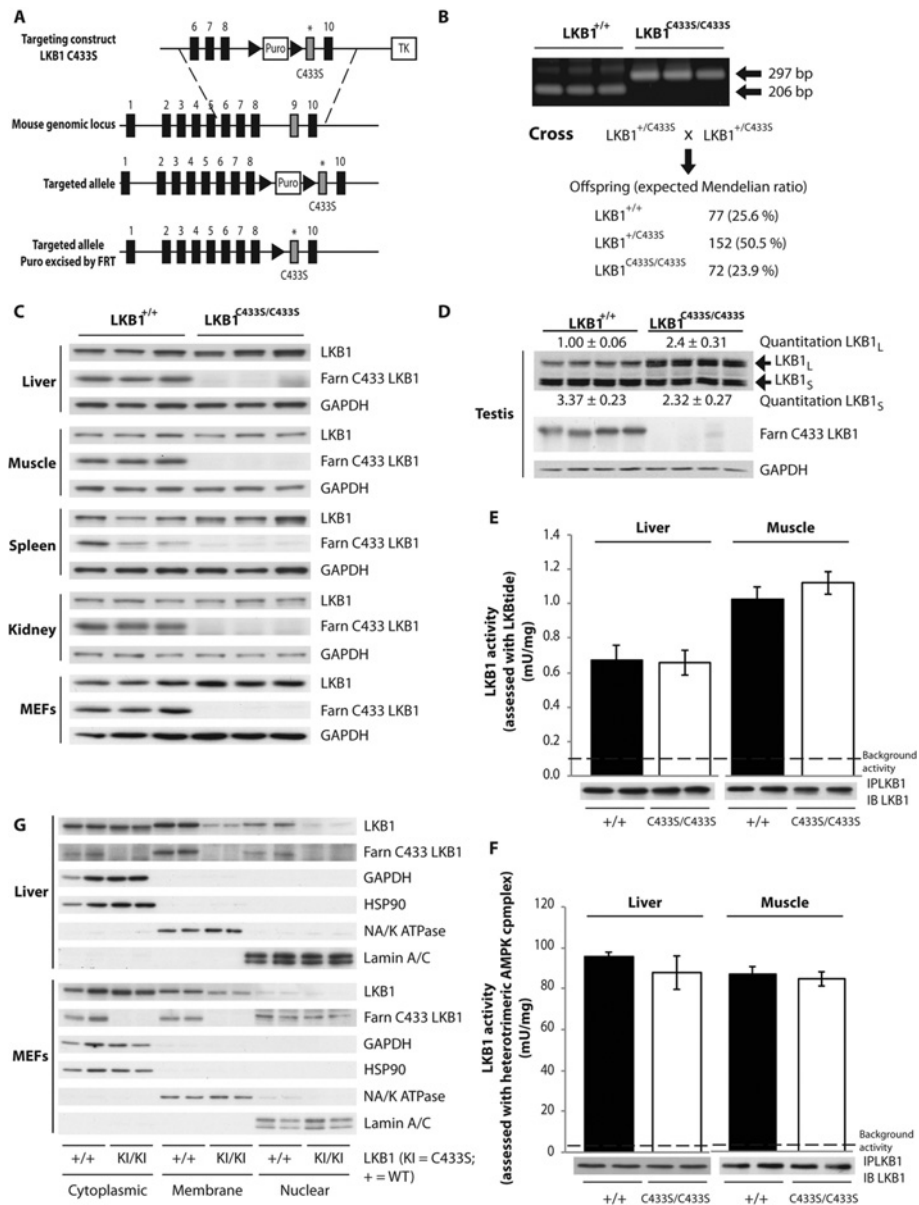 A
Targeting construct
LKB1 C433S
6 7 8 * 10
Puro
TK
C433S
Mouse genomic locus
1 2 3 4 5 6 7 8 9 10
Targeted allele
1 2 3 4 5 6 7 8 * 10
Puro
C433S
Targeted allele
Puro excised by FRT
1 2 3 4 5 6 7 8 * 10
C433S
B
LKB1+/+ LKB1C433S/C433S
297 bp
206 bp
Cross LKB1+/C433S X LKB1+/C433S
Offspring (expected Mendelian ratio)
LKB1+/+ 77 (25.6 %)
LKB1+/C433S 152 (50.5 %)
LKB1C433S/C433S 72 (23.9 %)
C
LKB1+/+ LKB1C433S/C433S
Liver
LKB1
Farn C433 LKB1
GAPDH
Muscle
LKB1
Farn C433 LKB1
GAPDH
Spleen
LKB1
Farn C433 LKB1
GAPDH
Kidney
LKB1
Farn C433 LKB1
GAPDH
MEFs
LKB1
Farn C433 LKB1
GAPDH
D
LKB1+/+ LKB1C433S/C433S
1.00 ± 0.06 2.4 ± 0.31 Quantitation LKB1L
LKB1L
LKB1S
3.37 ± 0.23 2.32 ± 0.27 Quantitation LKB1S
Testis
Farn C433 LKB1
GAPDH
E
Liver Muscle
LKB1 activity
(assessed with LKBtide)
(mU/mg)
1.4
1.2
1.0
0.8
0.6
0.4
0.2
0.0
Background
activity
IPLKB1
IB LKB1
+/+ C433S/C433S +/+ C433S/C433S
F
Liver Muscle
LKB1 activity
(assessed with heterotrimeric AMPK cpmplex)
(mU/mg)
120
100
80
60
40
20
0
Background
activity
IPLKB1
IB LKB1
+/+ C433S/C433S +/+ C433S/C433S
G
Liver
LKB1
Farn C433 LKB1
GAPDH
HSP90
NA/K ATPase
Lamin A/C
MEFs
LKB1
Farn C433 LKB1
GAPDH
HSP90
NA/K ATPase
Lamin A/C
+/+ KI/KI +/+ KI/KI +/+ KI/KI LKB1 (KI = C433S;
+ = WT)
Cytoplasmic Membrane Nuclear